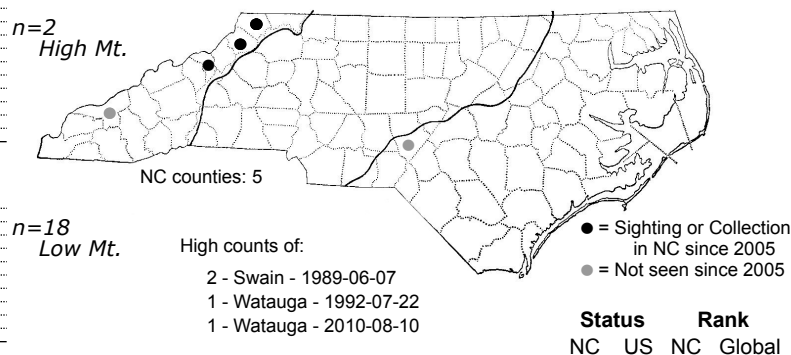 n=2
High Mt.
NC counties: 5
n=18
Low Mt.
High counts of:
2 - Swain - 1989-06-07
1 - Watauga - 1992-07-22
1 - Watauga - 2010-08-10
● = Sighting or Collection
in NC since 2005
● = Not seen since 2005
Status Rank
NC US NC Global